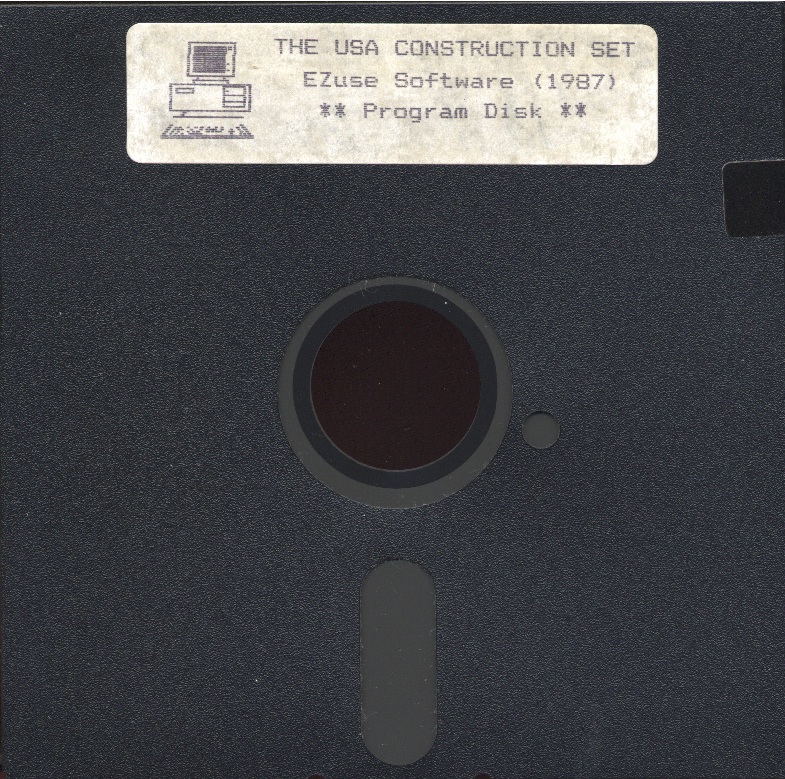 THE USA CONSTRUCTION SET
EZuse Software (1987)
** Program Disk **